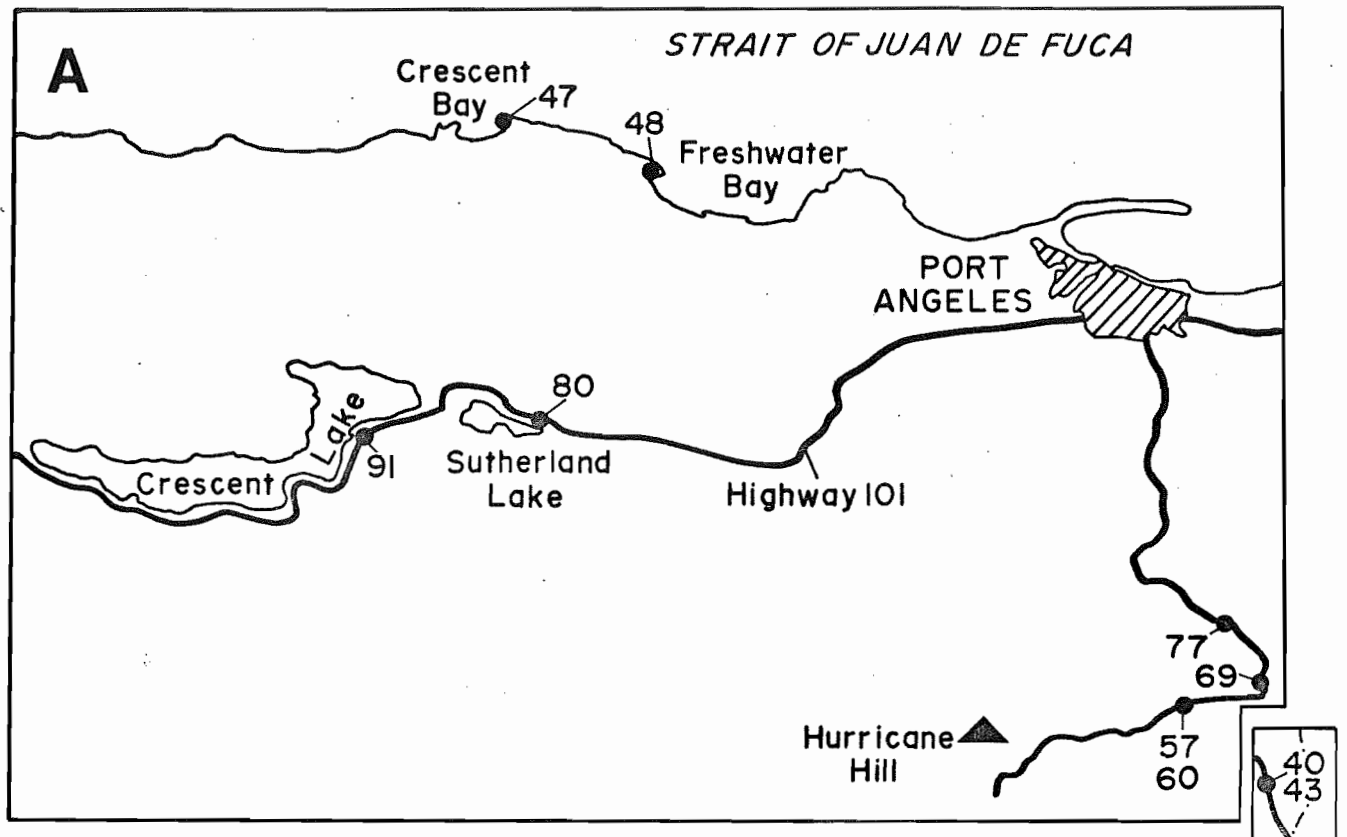 A
STRAIT OF JUAN DE FUCA
Crescent
Bay
47
48
Freshwater
Bay
PORT
ANGELES
80
Lake
91
Crescent
Sutherland
Lake
Highway 101
77
69
Hurricane
Hill
57
60
40
43